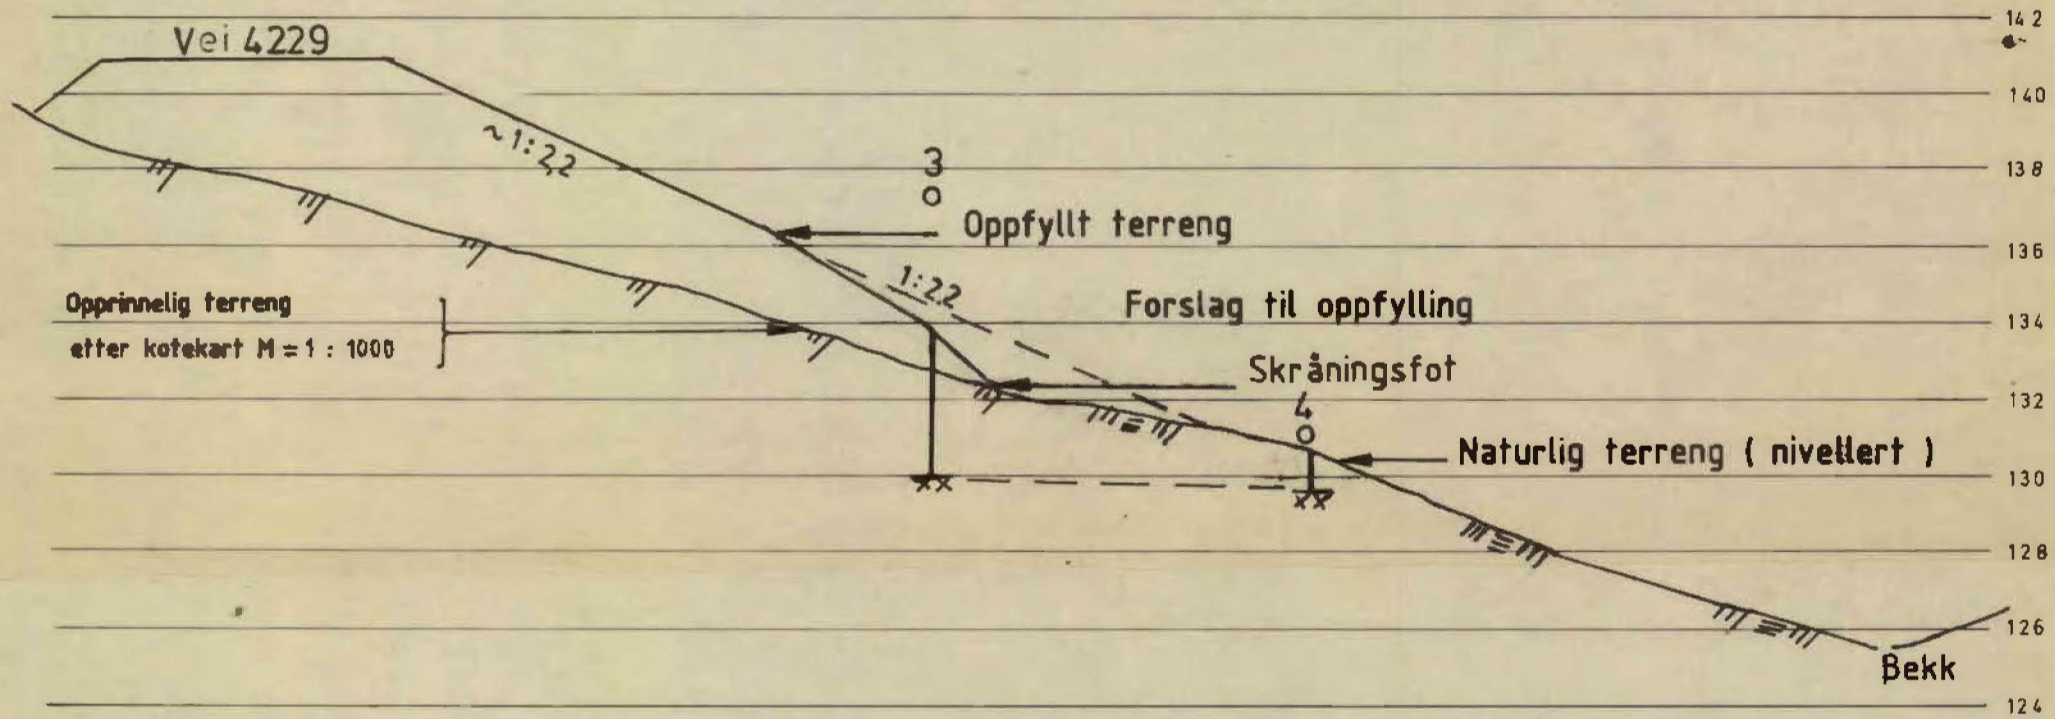 142
Vei 4229
140
~1:2,2
3
138
Oppfyllt terreng
136
1:2,2
Opprinnelig terreng
Forslag til oppfylling
134
etter kotekart M = 1 : 1000
Skråningsfot
132
4
Naturlig terreng ( nivellert )
130
128
126
Bekk
124